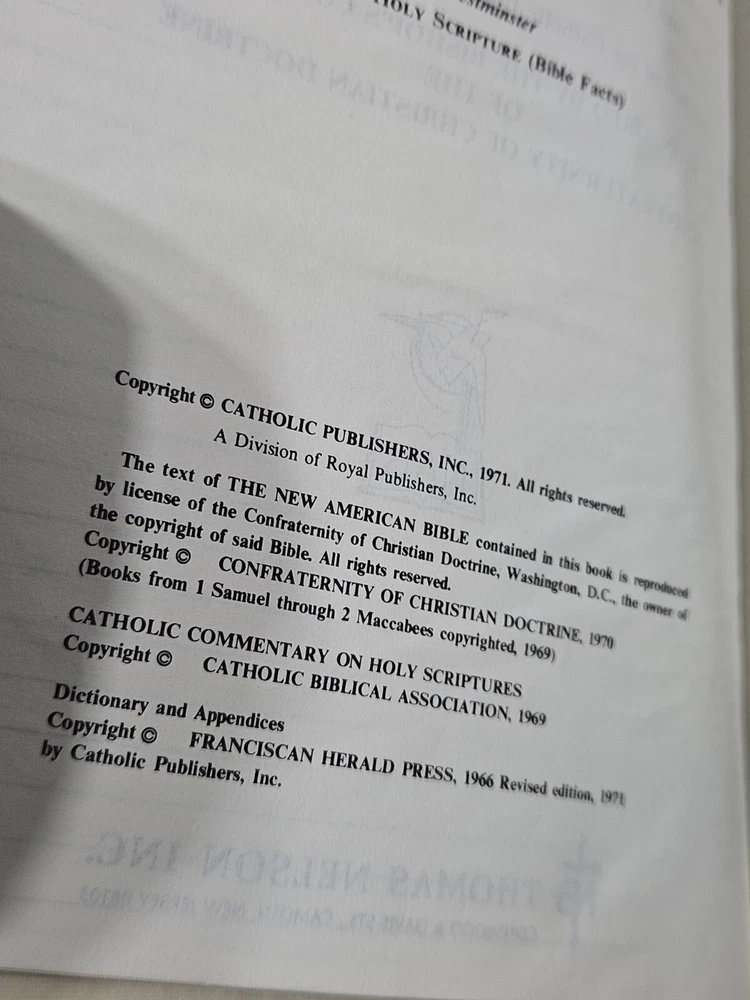 stminster
HOLY SCRIPTURE (Bible Facts)
Copyright © CATHOLIC PUBLISHERS, INC., 1971. All rights reserved.
A Division of Royal Publishers, Inc.
The text of THE NEW AMERICAN BIBLE contained in this book is reproduced
by license of the Confraternity of Christian Doctrine, Washington, D.C., the owner of
the copyright of said Bible. All rights reserved.
Copyright © CONFRATERNITY OF CHRISTIAN DOCTRINE, 1970
(Books from 1 Samuel through 2 Maccabees copyrighted, 1969)
CATHOLIC COMMENTARY ON HOLY SCRIPTURES
Copyright © CATHOLIC BIBLICAL ASSOCIATION, 1969
Dictionary and Appendices
Copyright © FRANCISCAN HERALD PRESS, 1966 Revised edition, 1971
by Catholic Publishers, Inc.
THOMAS NELSON INC.